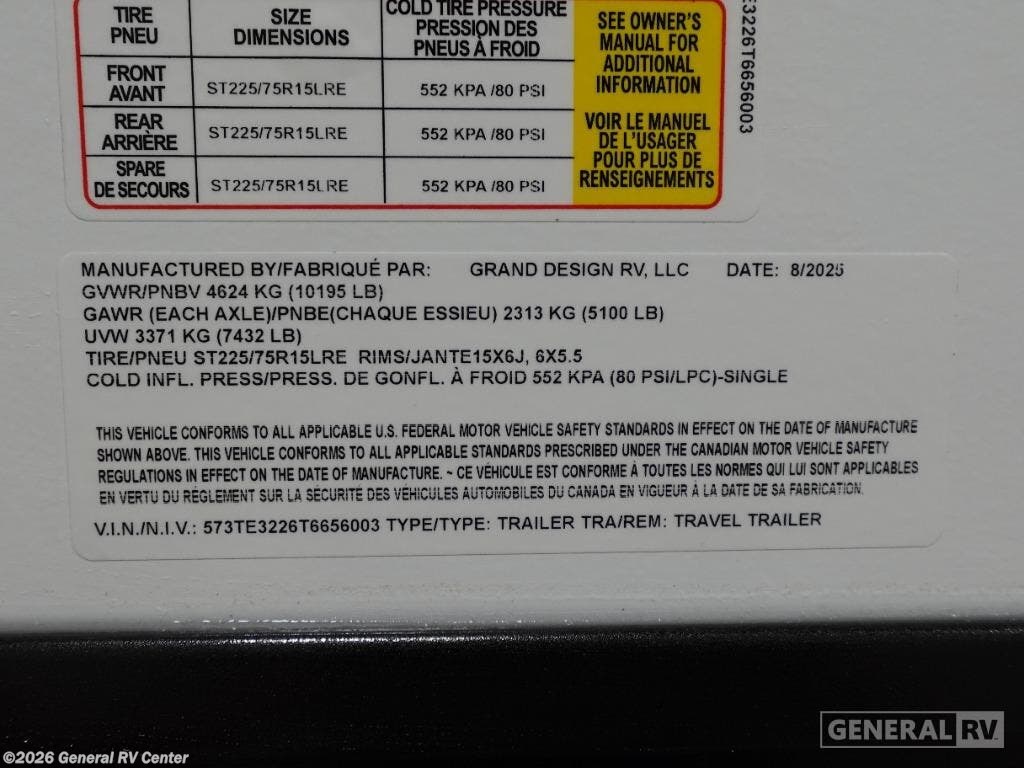 TIRE PNEU SIZE DIMENSIONS COLD TIRE PRESSURE PRESSION DES PNEUS À FROID
FRONT AVANT ST225/75R15LRE 552 KPA /80 PSI
REAR ARRIÈRE ST225/75R15LRE 552 KPA /80 PSI
SPARE DE SECOURS ST225/75R15LRE 552 KPA /80 PSI
SEE OWNER'S
MANUAL FOR
ADDITIONAL
INFORMATION
VOIR LE MANUEL
DE L'USAGER
POUR PLUS DE
RENSEIGNEMENTS
E3226T6656003
MANUFACTURED BY/FABRIQUÉ PAR: GRAND DESIGN RV, LLC DATE: 8/2025
GVWR/PNBV 4624 KG (10195 LB)
GAWR (EACH AXLE)/PNBE(CHAQUE ESSIEU) 2313 KG (5100 LB)
UVW 3371 KG (7432 LB)
TIRE/PNEU ST225/75R15LRE RIMS/JANTE15X6J, 6X5.5
COLD INFL. PRESS/PRESS. DE GONFL. À FROID 552 KPA (80 PSI/LPC)-SINGLE
THIS VEHICLE CONFORMS TO ALL APPLICABLE U.S. FEDERAL MOTOR VEHICLE SAFETY STANDARDS IN EFFECT ON THE DATE OF MANUFACTURE
SHOWN ABOVE. THIS VEHICLE CONFORMS TO ALL APPLICABLE STANDARDS PRESCRIBED UNDER THE CANADIAN MOTOR VEHICLE SAFETY
REGULATIONS IN EFFECT ON THE DATE OF MANUFACTURE. ~ CE VÉHICULE EST CONFORME À TOUTES LES NORMES QUI LUI SONT APPLICABLES
EN VERTU DU RÈGLEMENT SUR LA SÉCURITÉ DES VÉHICULES AUTOMOBILES DU CANADA EN VIGUEUR À LA DATE DE SA FABRICATION.
V.I.N./N.I.V.: 573TE3226T6656003 TYPE/TYPE: TRAILER TRA/REM: TRAVEL TRAILER
GENERAL RV
©2026 General RV Center